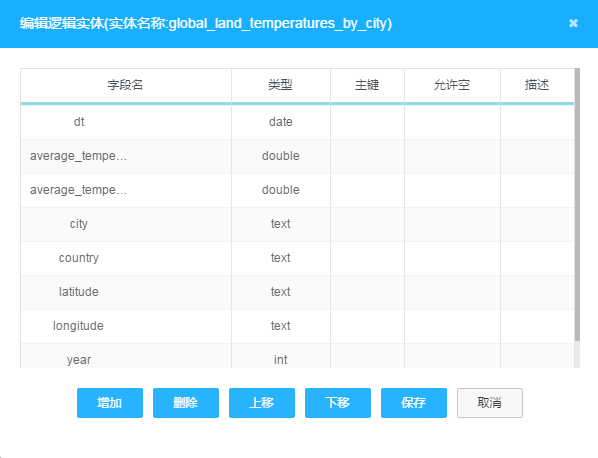 编辑逻辑实体(实体名称:global_land_temperatures_by_city)
字段名 类型 主键 允许空 描述
dt date
average_tempe... double
average_tempe... double
city text
country text
latitude text
longitude text
year int
增加 删除 上移 下移 保存 取消